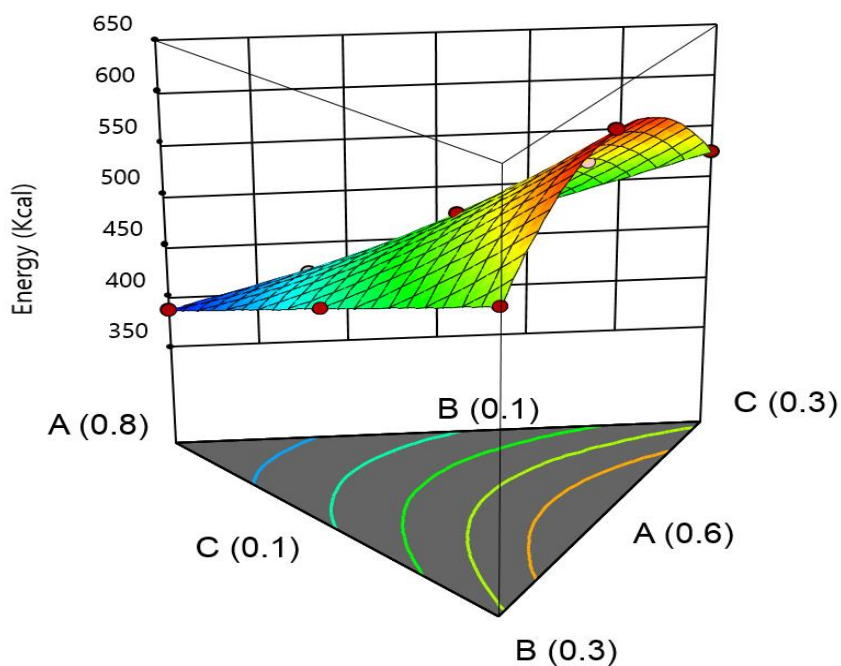 650
600
550
500
450
400
350
Energy (Kcal)
A (0.8)
B (0.1)
C (0.3)
C (0.1)
A (0.6)
B (0.3)